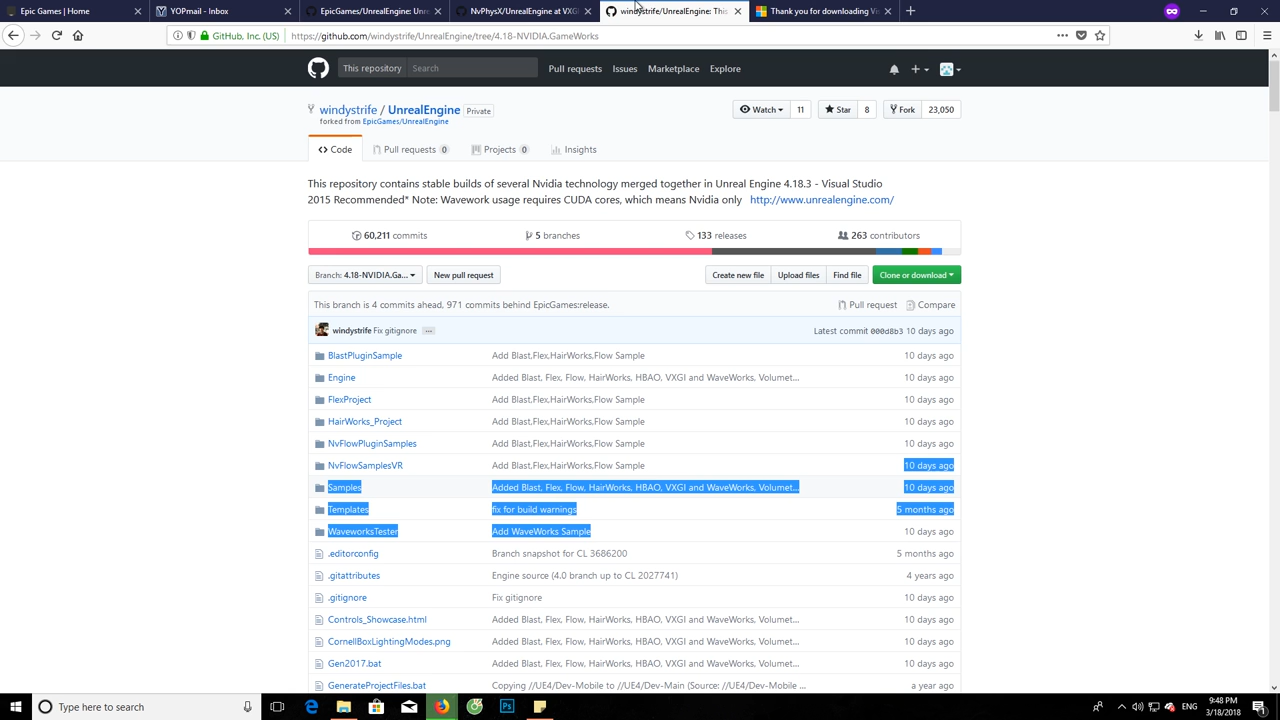 Epic Games | Home
YOPmail - Inbox
EpicGames/UnrealEngine: Unre
NvPhysX/UnrealEngine at VXGI
windystrife/UnrealEngine: This
Thank you for downloading Vi
GitHub, Inc. (US)
https://github.com/windystrife/UnrealEngine/tree/4.18-NVIDIA.GameWorks
This repository
Search
Pull requests
Issues
Marketplace
Explore
windystrife / UnrealEngine
Private
forked from EpicGames/UnrealEngine
Watch
11
Star
8
Fork
23,050
Code
Pull requests 0
Projects 0
Insights
This repository contains stable builds of several Nvidia technology merged together in Unreal Engine 4.18.3 - Visual Studio
2015 Recommended* Note: Wavework usage requires CUDA cores, which means Nvidia only http://www.unrealengine.com/
60,211 commits
5 branches
133 releases
263 contributors
Branch: 4.18-NVIDIA.Ga...
New pull request
Create new file
Upload files
Find file
Clone or download
This branch is 4 commits ahead, 971 commits behind EpicGames:release.
Pull request
Compare
windystrife Fix gitignore ...
Latest commit 000d8b3 10 days ago
BlastPluginSample Add Blast,Flex,HairWorks,Flow Sample 10 days ago
Engine Added Blast, Flex, Flow, HairWorks, HBAO, VXGI and WaveWorks, Volumet... 10 days ago
FlexProject Add Blast,Flex,HairWorks,Flow Sample 10 days ago
HairWorks_Project Add Blast,Flex,HairWorks,Flow Sample 10 days ago
NvFlowPluginSamples Add Blast,Flex,HairWorks,Flow Sample 10 days ago
NvFlowSamplesVR Add Blast,Flex,HairWorks,Flow Sample 10 days ago
Samples Added Blast, Flex, Flow, HairWorks, HBAO, VXGI and WaveWorks, Volumet... 10 days ago
Templates fix for build warnings 5 months ago
WaveworksTester Add WaveWorks Sample 10 days ago
.editorconfig Branch snapshot for CL 3686200 5 months ago
.gitattributes Engine source (4.0 branch up to CL 2027741) 4 years ago
.gitignore Fix gitignore 10 days ago
Controls_Showcase.html Added Blast, Flex, Flow, HairWorks, HBAO, VXGI and WaveWorks, Volumet... 10 days ago
CornellBoxLightingModes.png Added Blast, Flex, Flow, HairWorks, HBAO, VXGI and WaveWorks, Volumet... 10 days ago
Gen2017.bat Added Blast, Flex, Flow, HairWorks, HBAO, VXGI and WaveWorks, Volumet... 10 days ago
GenerateProjectFiles.bat Copying //UE4/Dev-Mobile to //UE4/Dev-Main (Source: //UE4/Dev-Mobile ... a year ago
Type here to search
Ps
ENG
9:48 PM
3/18/2018
1